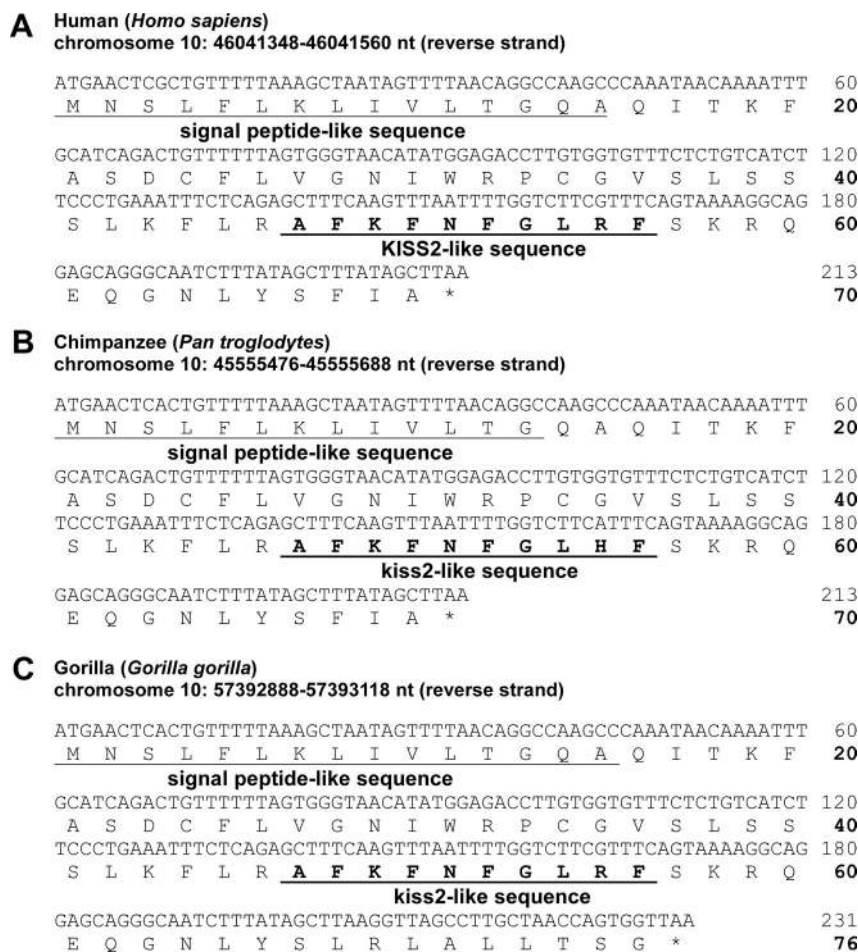 A Human (Homo sapiens)
chromosome 10: 46041348-46041560 nt (reverse strand)
ATGAACTCGCTGTTTTTAAAGCTAATAGTTTTAACAGGCCAAGCCCAAATAACAAAATTT 60
M N S L F L K L I V L T G Q A Q I T K F 20
signal peptide-like sequence
GCATCAGACTGTTTTTTAGTGGGTAACATATGGAGACCTTGTGGTGTTTCTCTGTCATCT 120
A S D C F L V G N I W R P C G V S L S S 40
TCCCTGAAATTTCTCAGAGCTTTCAAGTTTAATTTTGGTCTTCGTTTCAGTAAAAGGCAG 180
S L K F L R A F K F N F G L R F S K R Q 60
KISS2-like sequence
GAGCAGGGCAATCTTTATAGCTTTATAGCTTAA 213
E Q G N L Y S F I A * 70
B Chimpanzee (Pan troglodytes)
chromosome 10: 45555476-45555688 nt (reverse strand)
ATGAACTCACTGTTTTTAAAGCTAATAGTTTTAACAGGCCAAGCCCAAATAACAAAATTT 60
M N S L F L K L I V L T G Q A Q I T K F 20
signal peptide-like sequence
GCATCAGACTGTTTTTTAGTGGGTAACATATGGAGACCTTGTGGTGTTTCTCTGTCATCT 120
A S D C F L V G N I W R P C G V S L S S 40
TCCCTGAAATTTCTCAGAGCTTTCAAGTTTAATTTTGGTCTTCATTTCAGTAAAAGGCAG 180
S L K F L R A F K F N F G L H F S K R Q 60
kiss2-like sequence
GAGCAGGGCAATCTTTATAGCTTTATAGCTTAA 213
E Q G N L Y S F I A * 70
C Gorilla (Gorilla gorilla)
chromosome 10: 57392888-57393118 nt (reverse strand)
ATGAACTCACTGTTTTTAAAGCTAATAGTTTTAACAGGCCAAGCCCAAATAACAAAATTT 60
M N S L F L K L I V L T G Q A Q I T K F 20
signal peptide-like sequence
GCATCAGACTGTTTTTTAGTGGGTAACATATGGAGACCTTGTGGTGTTTCTCTGTCATCT 120
A S D C F L V G N I W R P C G V S L S S 40
TCCCTGAAATTTCTCAGAGCTTTCAAGTTTAATTTTGGTCTTCGTTTCAGTAAAAGGCAG 180
S L K F L R A F K F N F G L R F S K R Q 60
kiss2-like sequence
GAGCAGGGCAATCTTTATAGCTTAAGGTTAGCCTTGCTAACCAGTGGTTAA 231
E Q G N L Y S L R L A L L T S G * 76